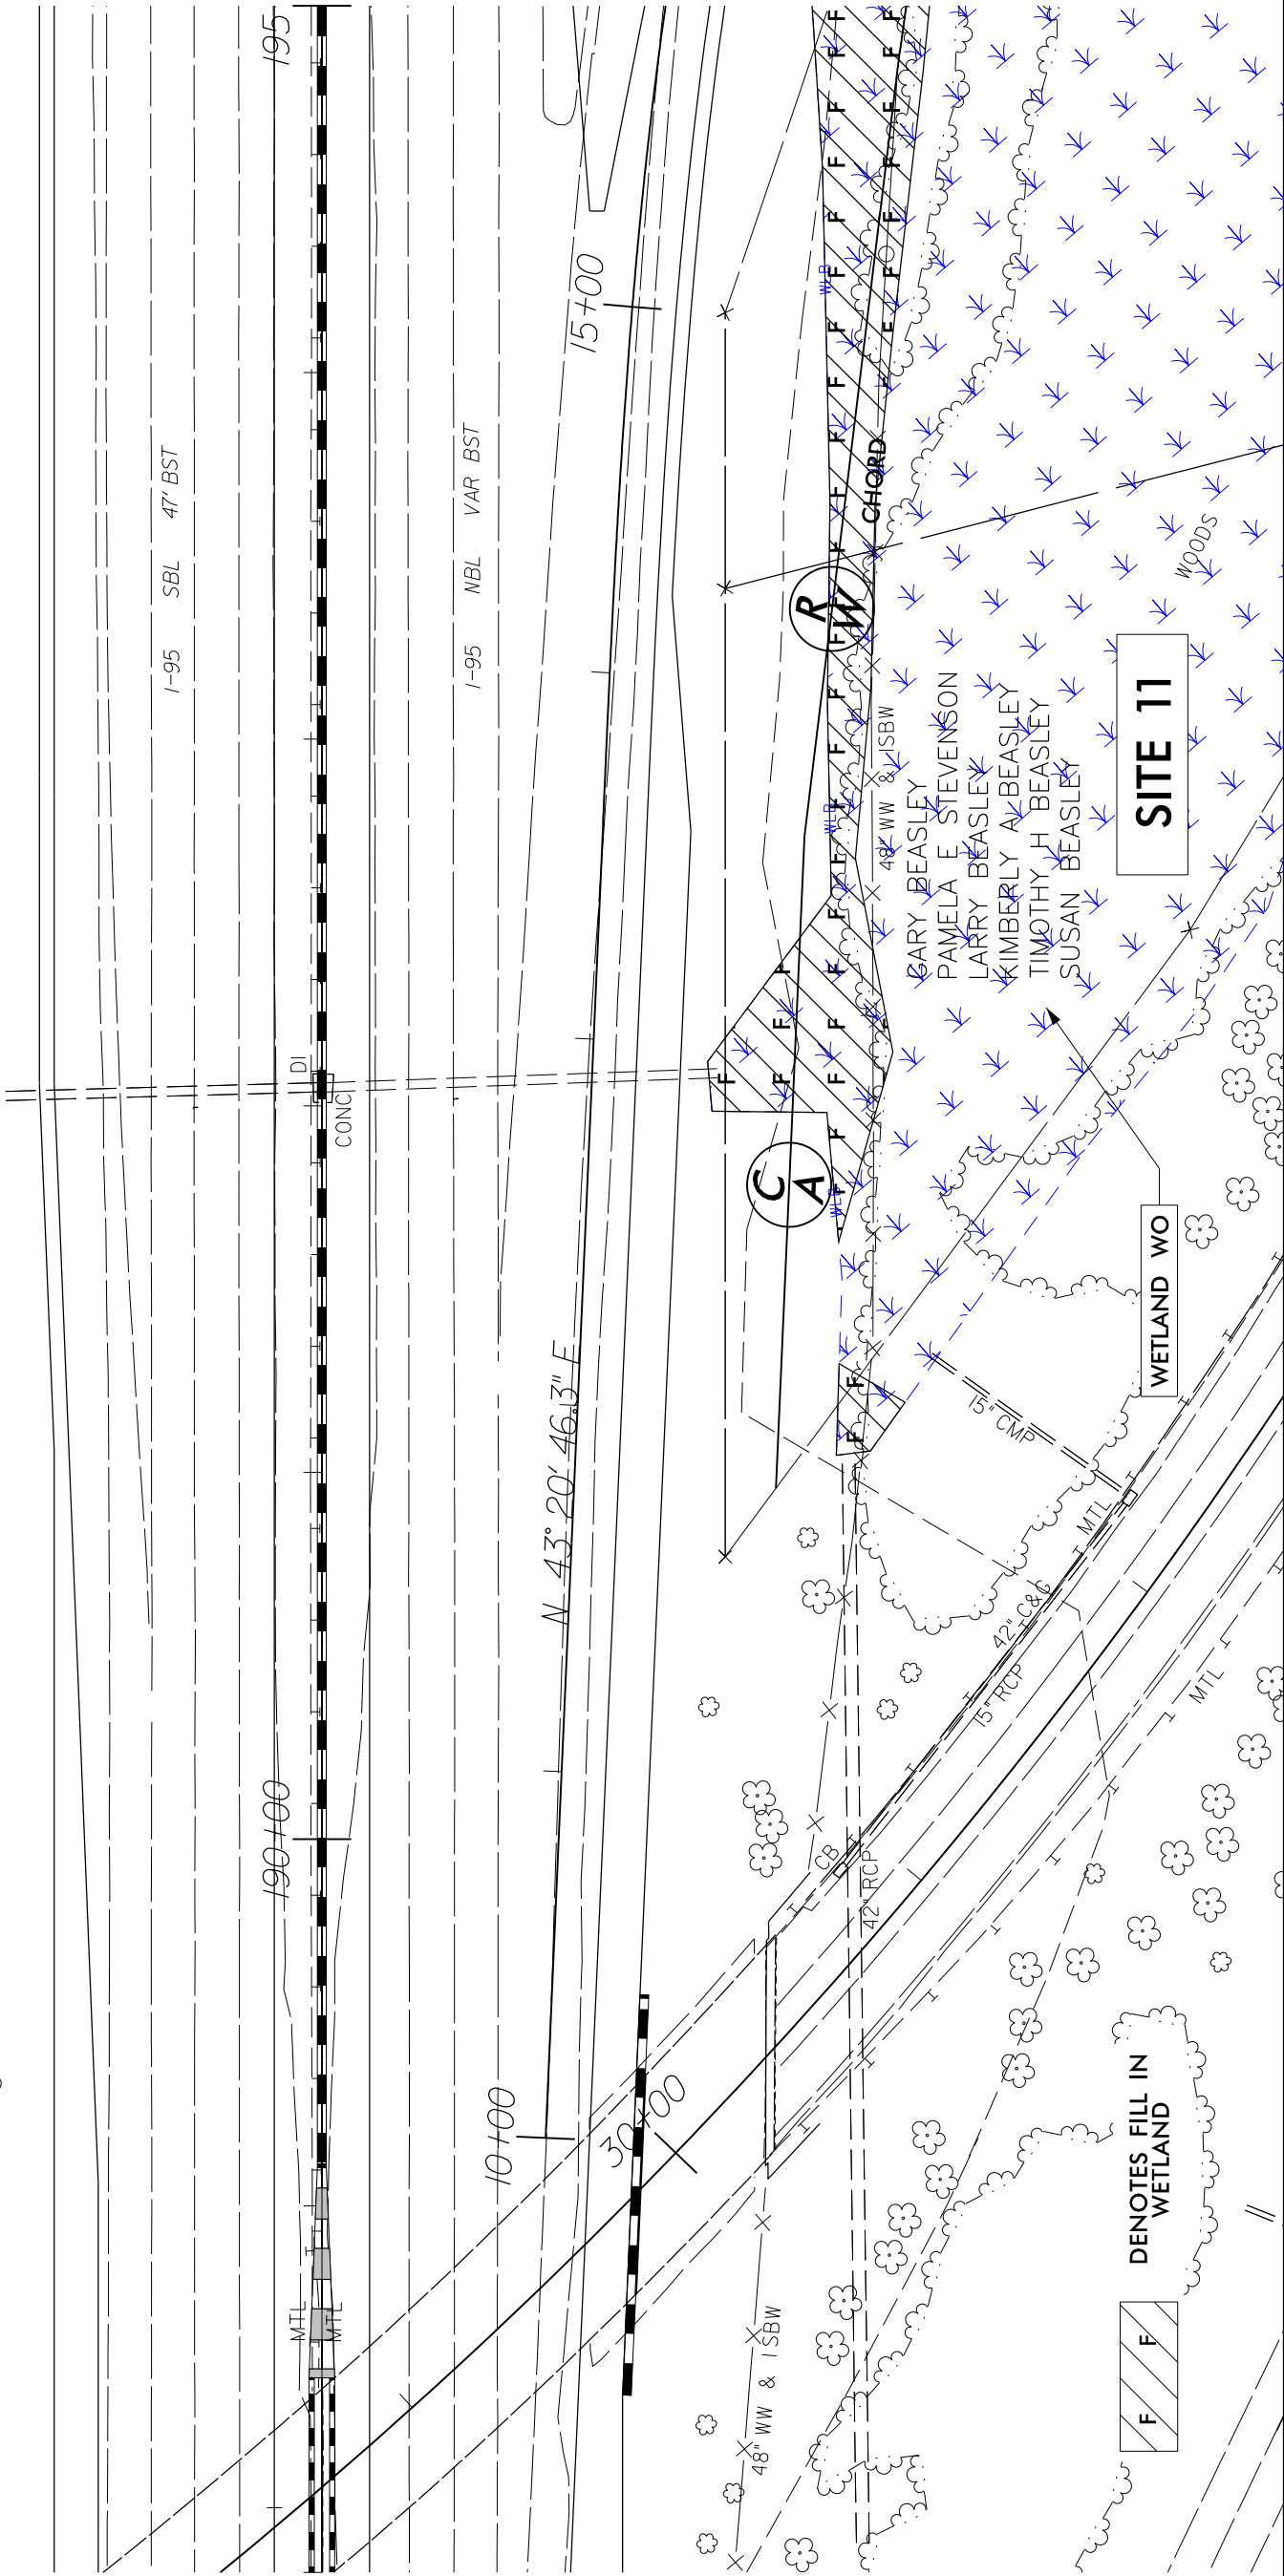 195
I-95 SBL 47' BST
I-95 NBL VAR BST
15+00
DI
CONC
N 43° 20' 46.3" E
190+00
10+00
30+00
MTL
MTL
WLB
WLB
WLB
CHORD
R
W
C
A
48" WW & ISBW
GARY BEASLEY
PAMELA E STEVENSON
LARRY BEASLEY
KIMBERLY A BEASLEY
TIMOTHY H BEASLEY
SUSAN BEASLEY
WOODS
SITE 11
WETLAND WO
15" CMP
MTL
42" C&G
15" RCP
MTL
CB
42" RCP
48" WW & ISBW
F F
DENOTES FILL IN
WETLAND